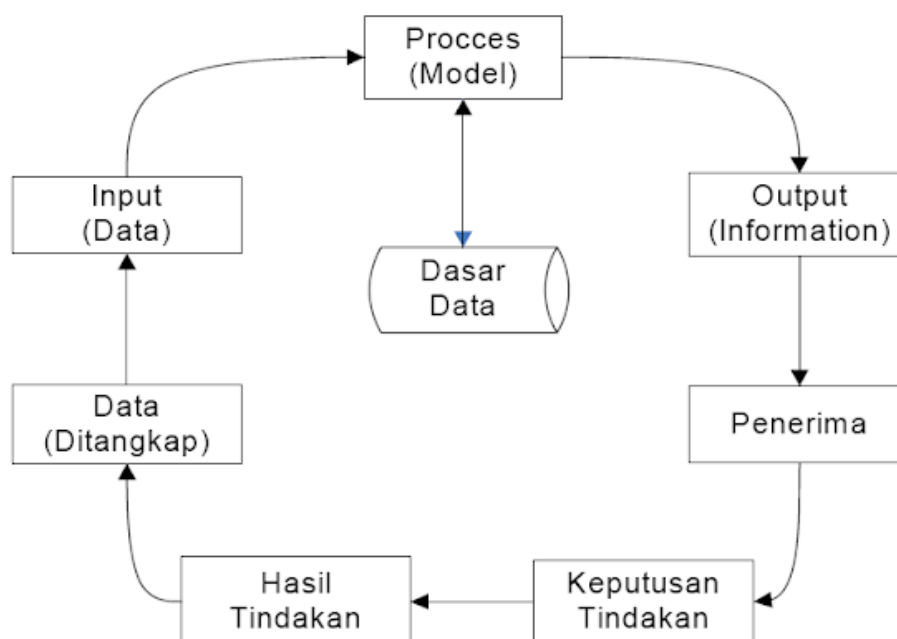 Procces
(Model)
Input
(Data)
Output
(Information)
Dasar
Data
Data
(Ditangkap)
Penerima
Hasil
Tindakan
Keputusan
Tindakan